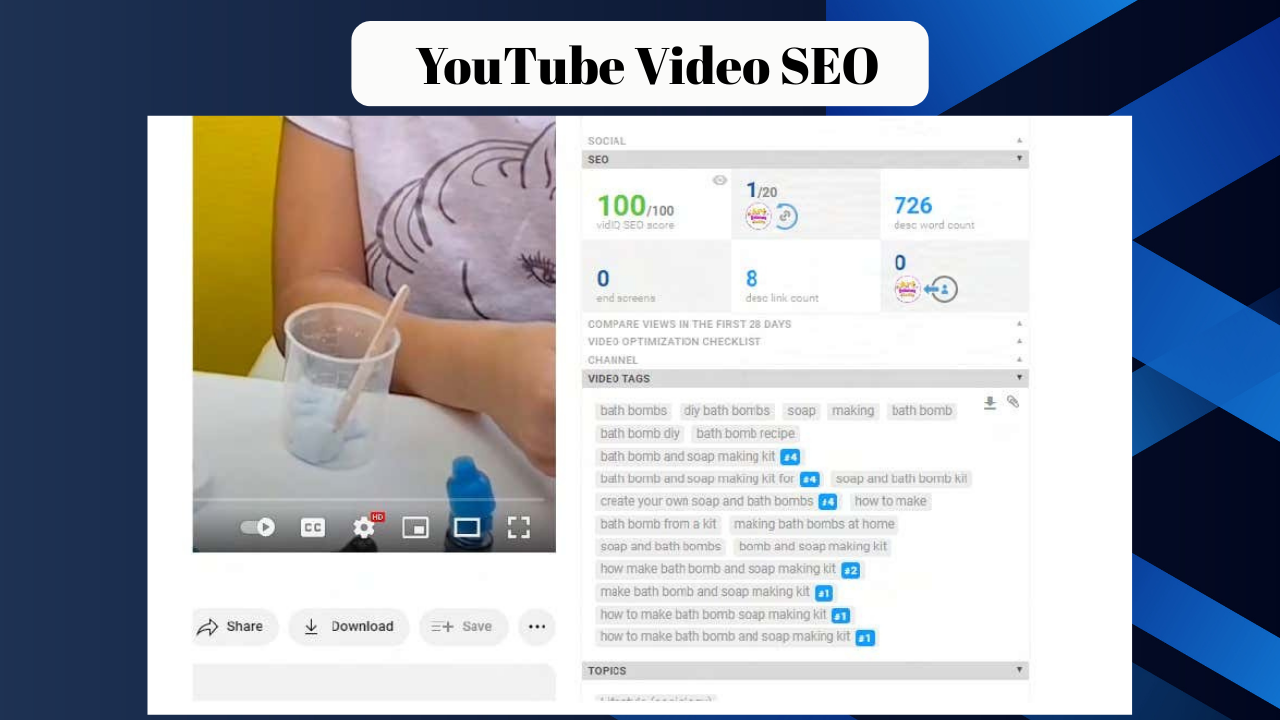 YouTube Video SEO
SOCIAL
SEO
100/100
vidIQ SEO score
1/20
726
desc word count
0
end screens
8
desc link count
0
COMPARE VIEWS IN THE FIRST 28 DAYS
VIDEO OPTIMIZATION CHECKLIST
CHANNEL
VIDEO TAGS
bath bombs diy bath bombs soap making bath bomb
bath bomb diy bath bomb recipe
bath bomb and soap making kit #4
bath bomb and soap making kit for #4 soap and bath bomb kit
create your own soap and bath bombs #4 how to make
bath bomb from a kit making bath bombs at home
soap and bath bombs bomb and soap making kit
how make bath bomb and soap making kit #2
make bath bomb and soap making kit #1
how to make bath bomb soap making kit #1
how to make bath bomb and soap making kit #1
TOPICS
CC HD
Share Download Save